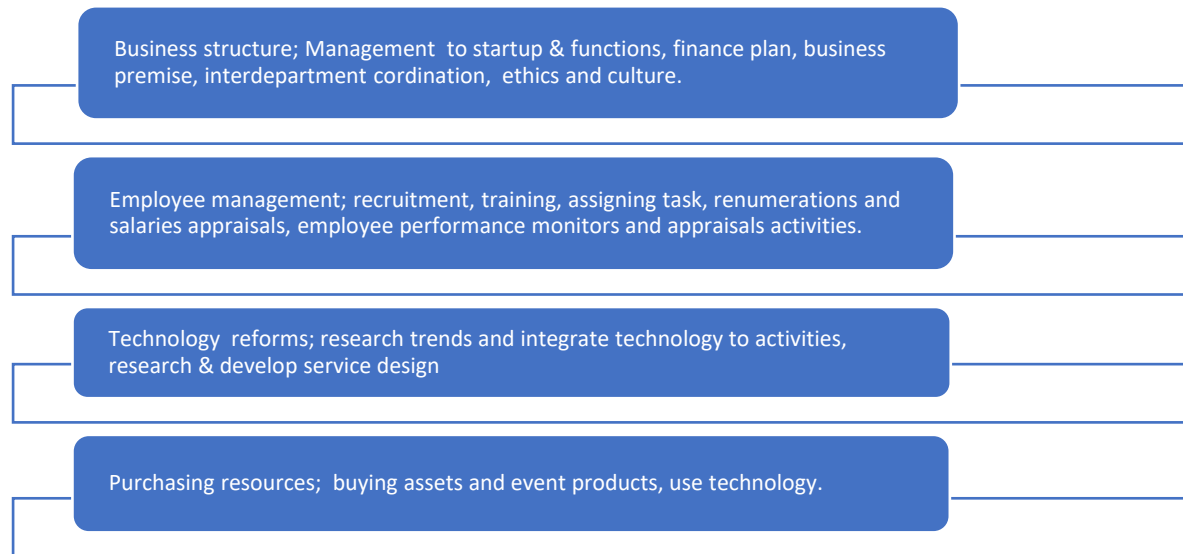 Business structure; Management to startup & functions, finance plan, business
premise, interdepartment cordination, ethics and culture.
Employee management; recruitment, training, assigning task, renumerations and
salaries appraisals, employee performance monitors and appraisals activities.
Technology reforms; research trends and integrate technology to activities,
research & develop service design
Purchasing resources; buying assets and event products, use technology.